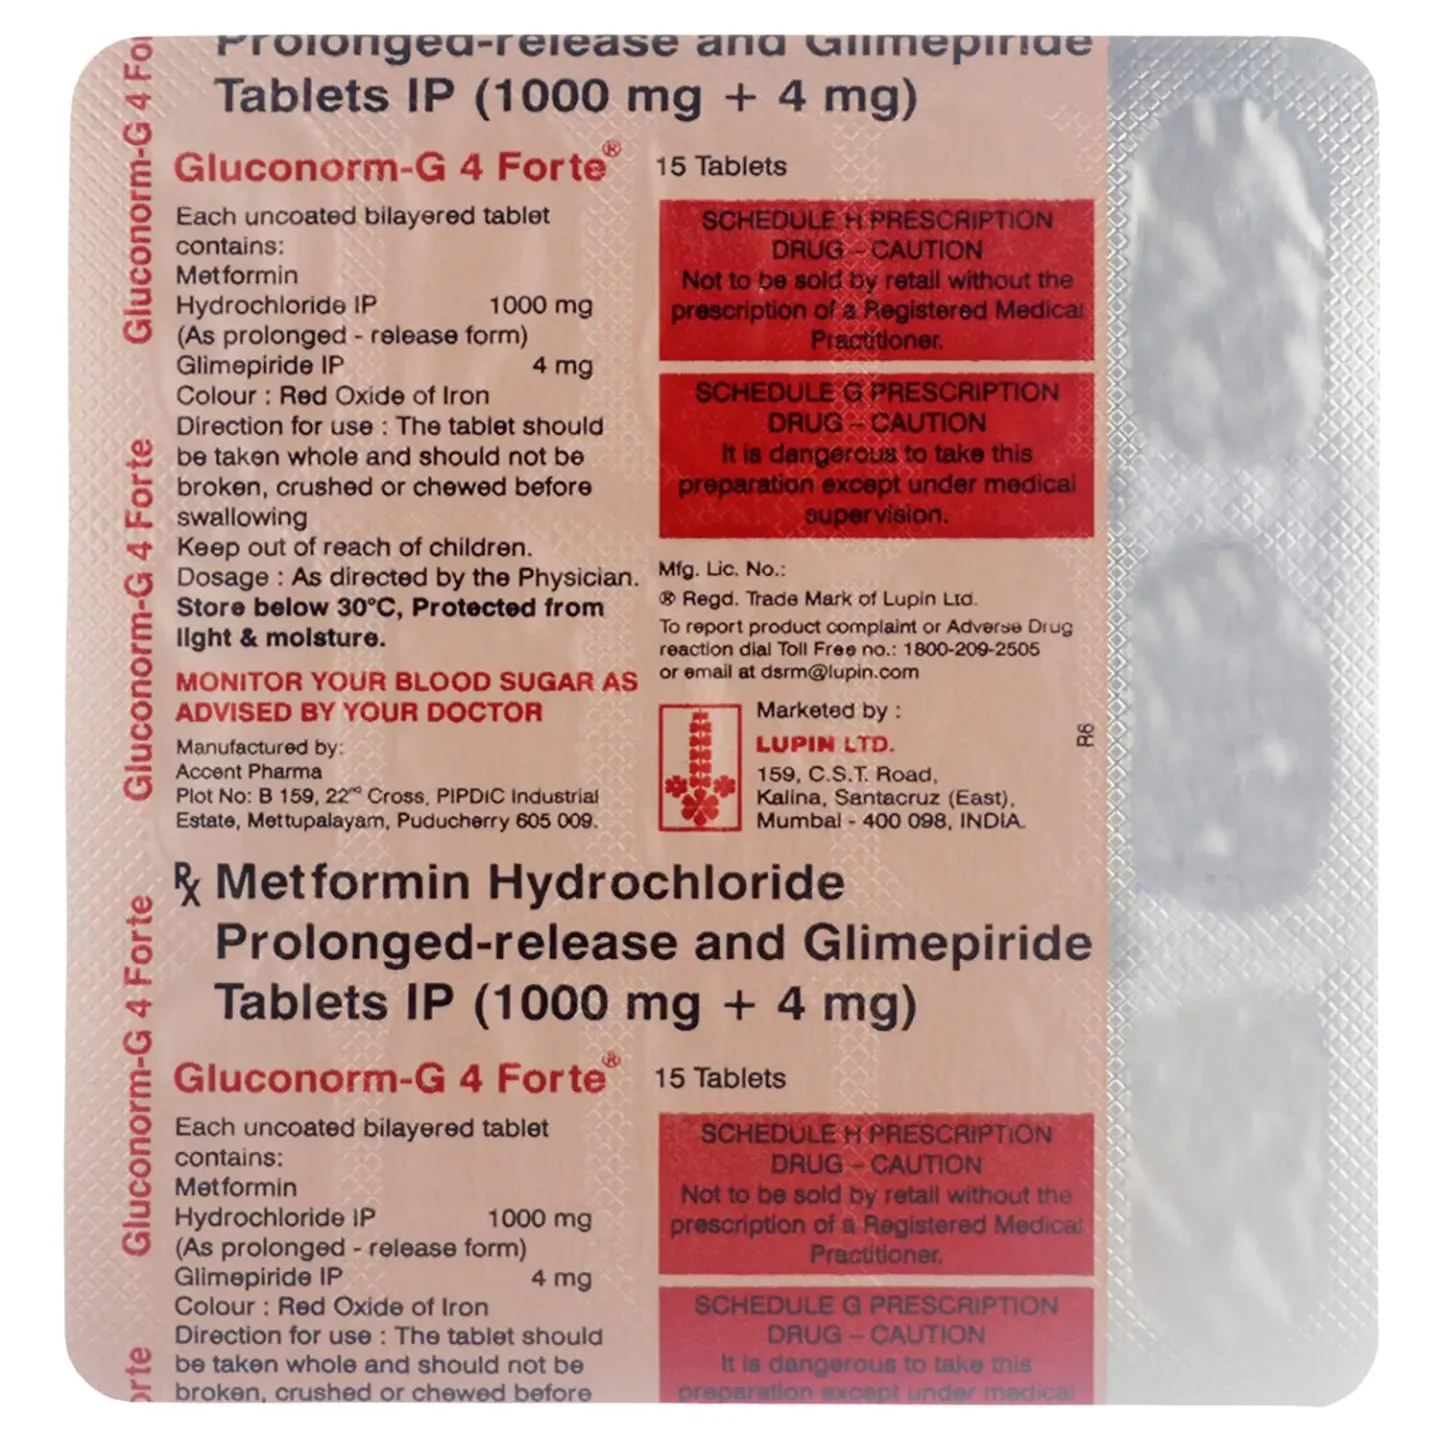 Gluconorm-G 4 Fo
Gluconorm-G 4 Forte
Gluconorm-G 4 Forte
orte
Prolonged-release and Glimepiride
Tablets IP (1000 mg + 4 mg)
Gluconorm-G 4 Forte®
15 Tablets
Each uncoated bilayered tablet
contains:
Metformin
Hydrochloride IP 1000 mg
(As prolonged - release form)
Glimepiride IP 4 mg
Colour : Red Oxide of Iron
Direction for use : The tablet should
be taken whole and should not be
broken, crushed or chewed before
swallowing
Keep out of reach of children.
Dosage : As directed by the Physician.
Store below 30°C, Protected from
light & moisture.
MONITOR YOUR BLOOD SUGAR AS
ADVISED BY YOUR DOCTOR
Manufactured by:
Accent Pharma
Plot No: B 159, 22nd Cross, PIPDIC Industrial
Estate, Mettupalayam, Puducherry 605 009.
SCHEDULE H PRESCRIPTION
DRUG – CAUTION
Not to be sold by retail without the
prescription of a Registered Medical
Practitioner.
SCHEDULE G PRESCRIPTION
DRUG – CAUTION
It is dangerous to take this
preparation except under medical
supervision.
Mfg. Lic. No.:
® Regd. Trade Mark of Lupin Ltd.
To report product complaint or Adverse Drug
reaction dial Toll Free no.: 1800-209-2505
or email at dsrm@lupin.com
Marketed by :
LUPIN LTD.
159, C.S.T. Road,
Kalina, Santacruz (East),
Mumbai - 400 098, INDIA.
R6
Rx Metformin Hydrochloride
Prolonged-release and Glimepiride
Tablets IP (1000 mg + 4 mg)
Gluconorm-G 4 Forte®
15 Tablets
Each uncoated bilayered tablet
contains:
Metformin
Hydrochloride IP 1000 mg
(As prolonged - release form)
Glimepiride IP 4 mg
Colour : Red Oxide of Iron
Direction for use : The tablet should
be taken whole and should not be
broken, crushed or chewed before
SCHEDULE H PRESCRIPTION
DRUG – CAUTION
Not to be sold by retail without the
prescription of a Registered Medical
Practitioner.
SCHEDULE G PRESCRIPTION
DRUG – CAUTION
It is dangerous to take this
preparation except under medical